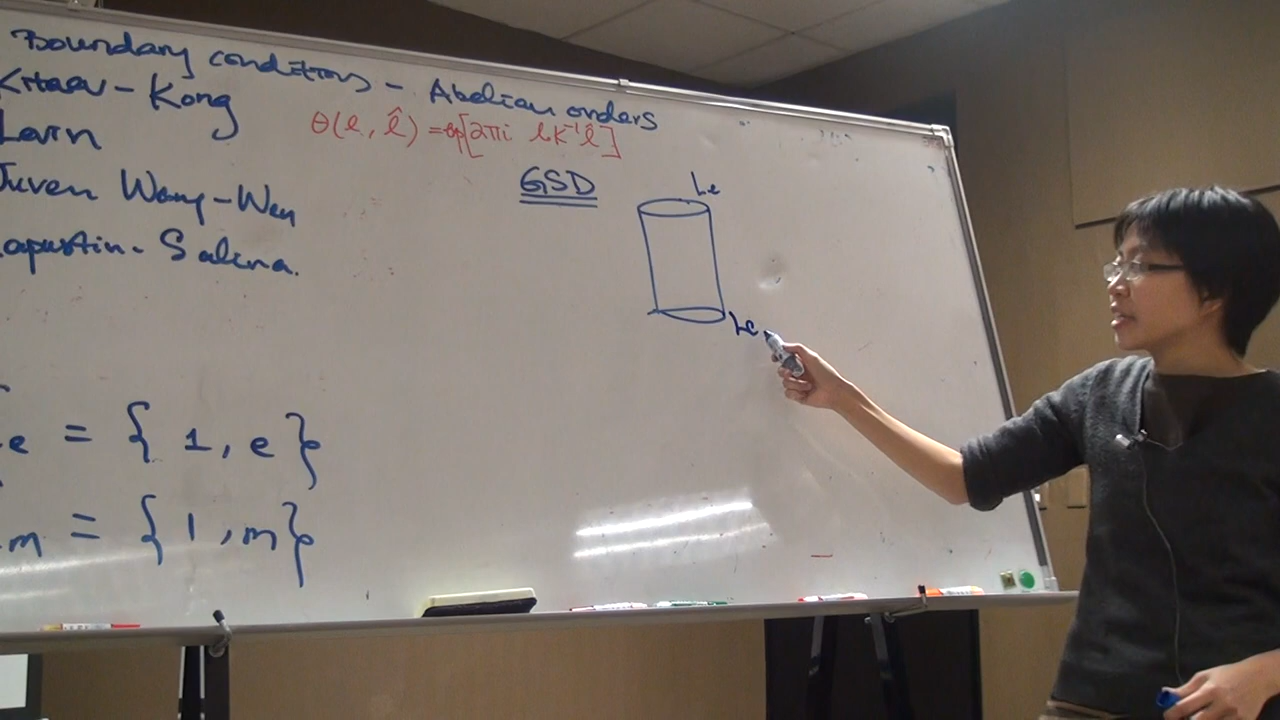 Boundary conditions - Abelian orders
Kitaev - Kong
θ(l, l̂) = exp[2πi l K⁻¹ l̂]
Levin
GSD
Juven Wang-Wen
Le
Kapustin - Saulina.
Le
e = { 1, e }
m = { 1, m }